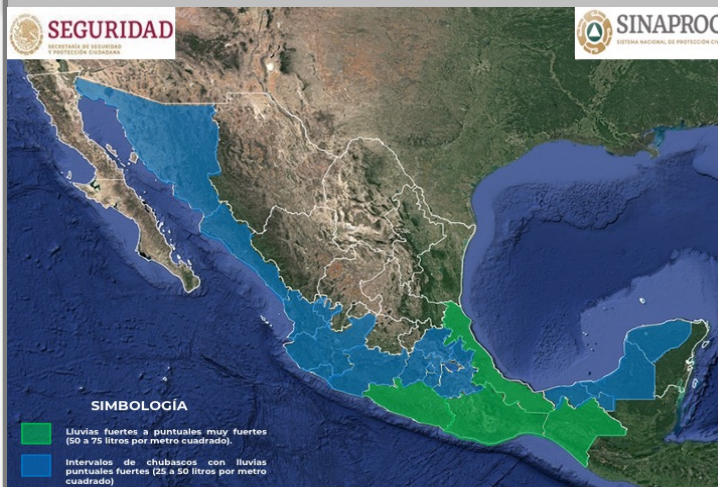 SEGURIDAD
SECRETARÍA DE SEGURIDAD
Y PROTECCIÓN CIUDADANA
SINAPROC
SISTEMA NACIONAL DE PROTECCIÓN CIV
SIMBOLOGÍA
Lluvias fuertes a puntuales muy fuertes
(50 a 75 litros por metro cuadrado).
Intervalos de chubascos con lluvias
puntuales fuertes (25 a 50 litros por metro
cuadrado)